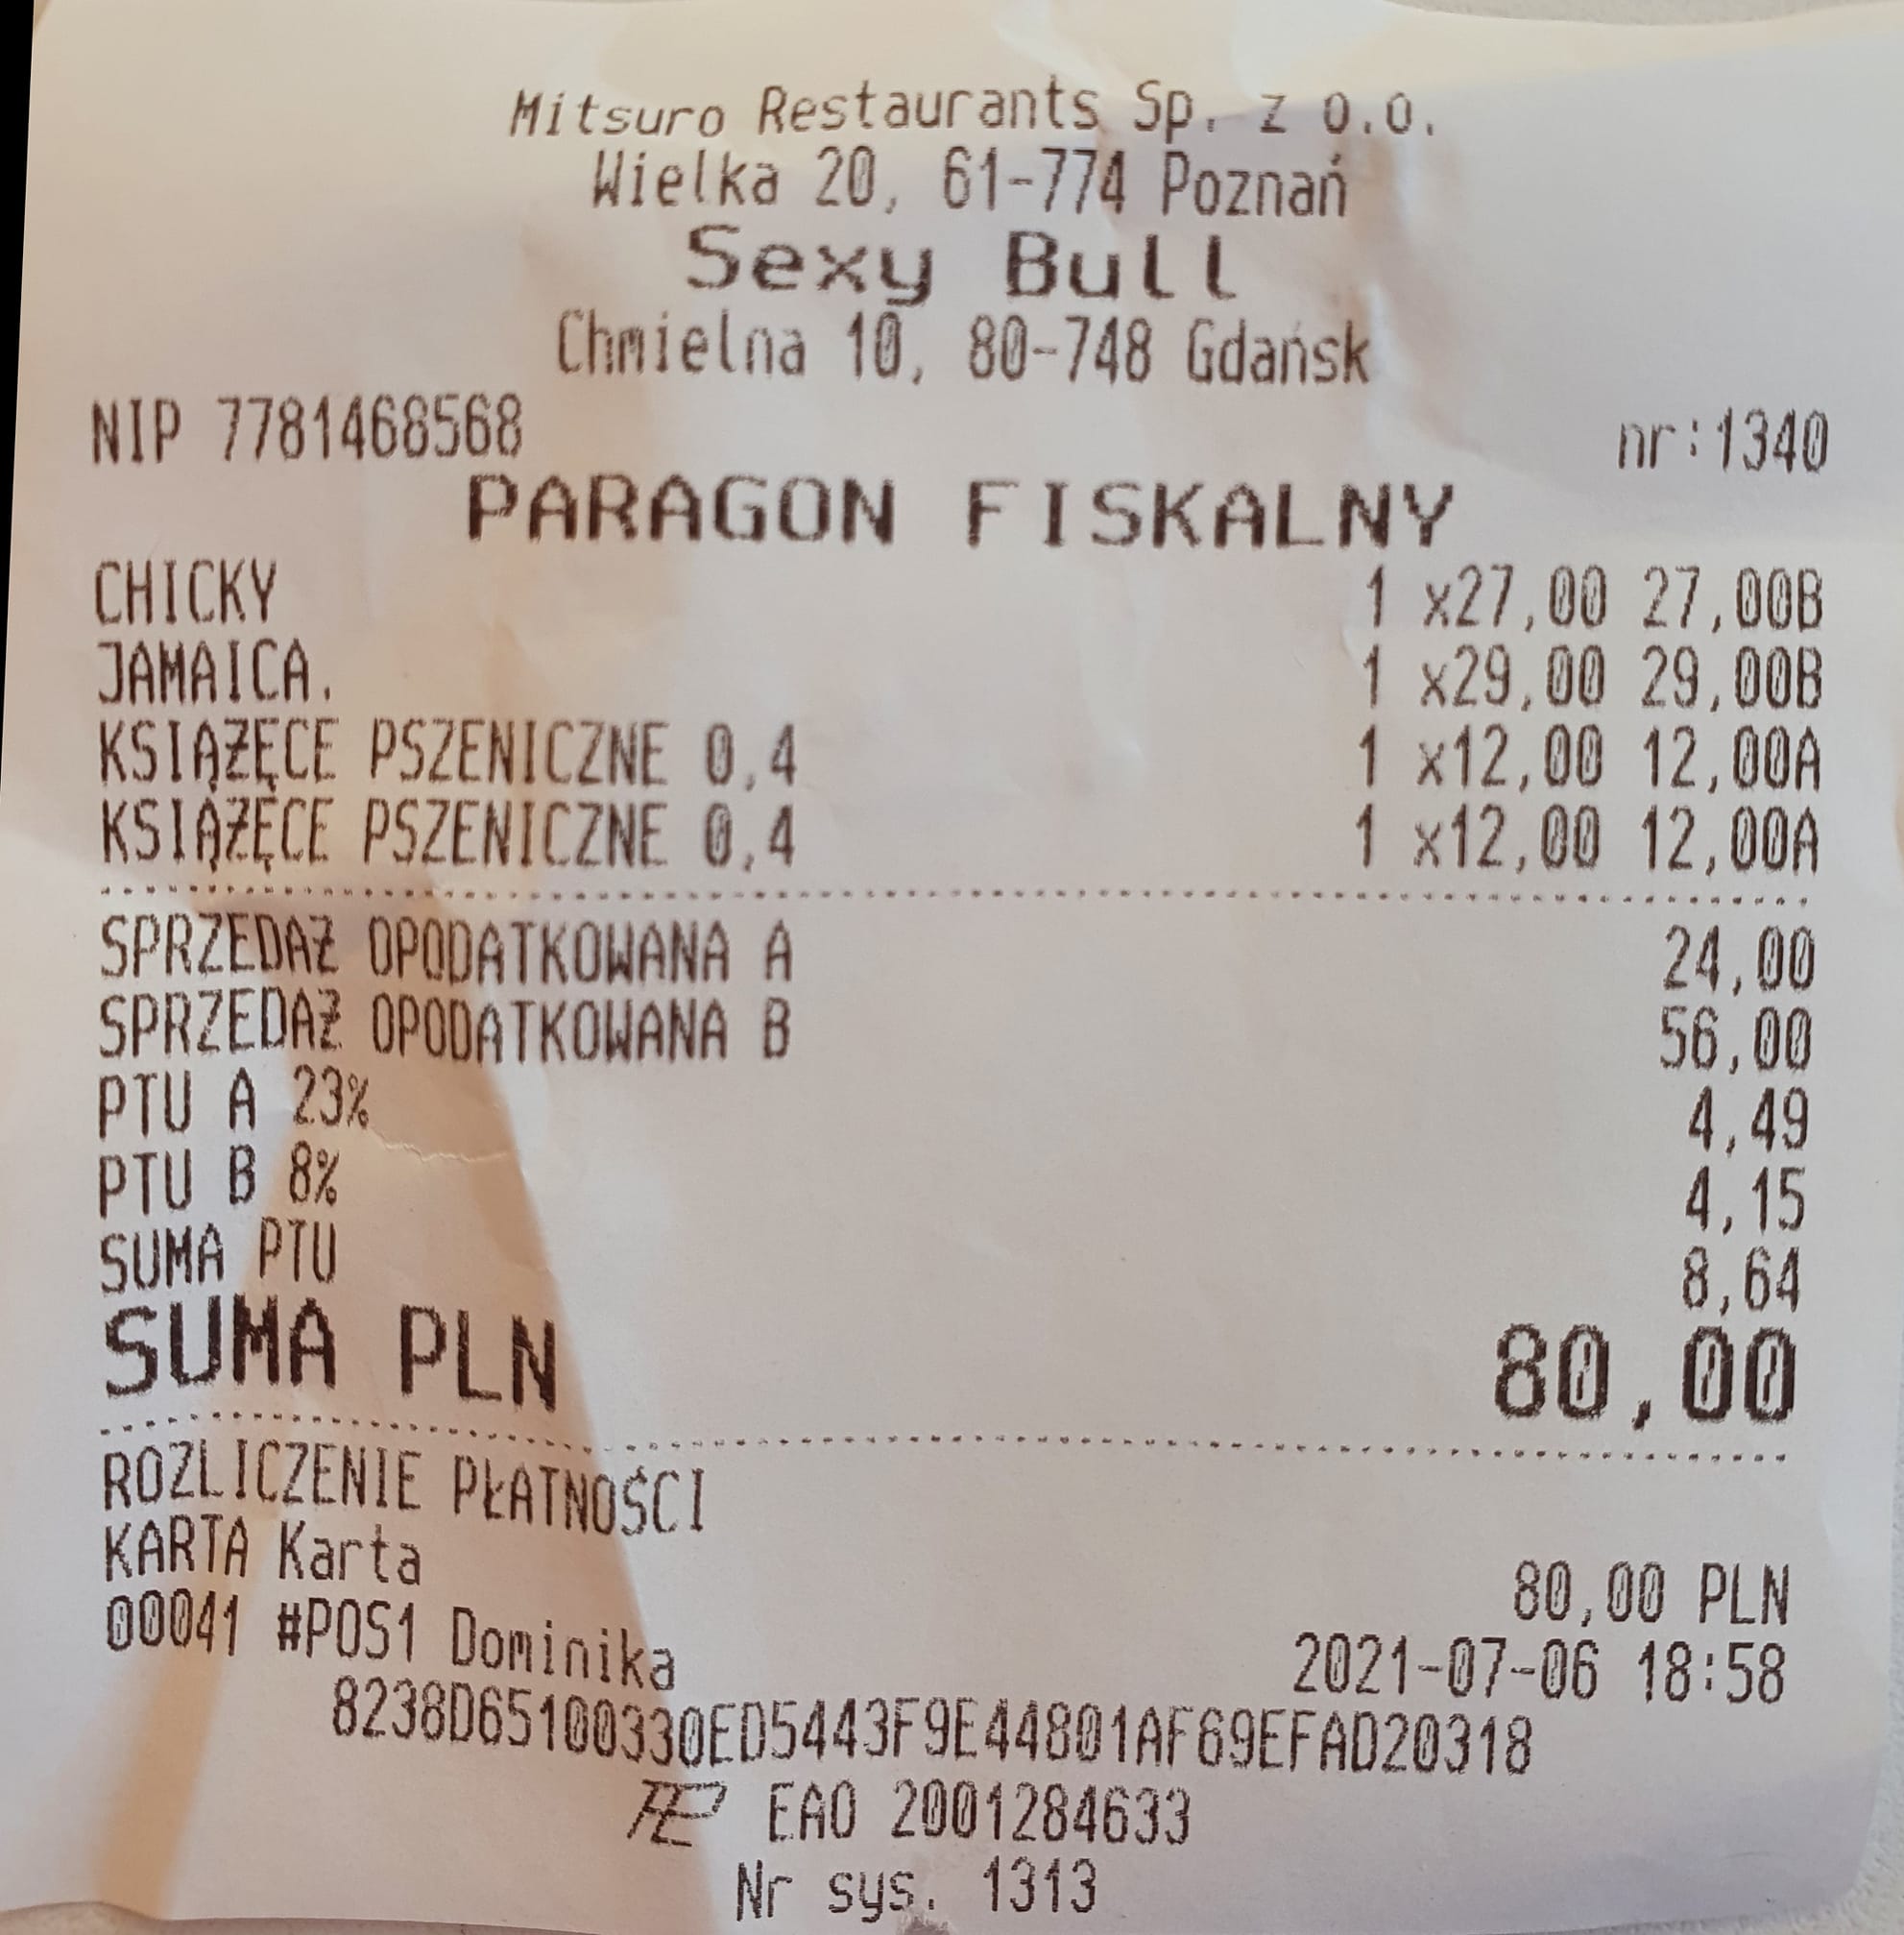 Mitsuro Restaurants Sp. z o.o.
Wielka 20, 61-774 Poznań
Sexy Bull
Chmielna 10, 80-748 Gdańsk
NIP 7781468568 nr:1340
PARAGON FISKALNY
CHICKY 1 x27,00 27,00B
JAMAICA. 1 x29,00 29,00B
KSIĄŻĘCE PSZENICZNE 0,4 1 x12,00 12,00A
KSIĄŻĘCE PSZENICZNE 0,4 1 x12,00 12,00A
SPRZEDAŻ OPODATKOWANA A 24,00
SPRZEDAŻ OPODATKOWANA B 56,00
PTU A 23% 4,49
PTU B 8% 4,15
SUMA PTU 8,64
SUMA PLN 80,00
ROZLICZENIE PŁATNOŚCI
KARTA Karta 80,00 PLN
00041 #POS1 Dominika 2021-07-06 18:58
8238D65100330ED5443F9E44801AF69EFAD20318
EAO 2001284633
Nr sys. 1313